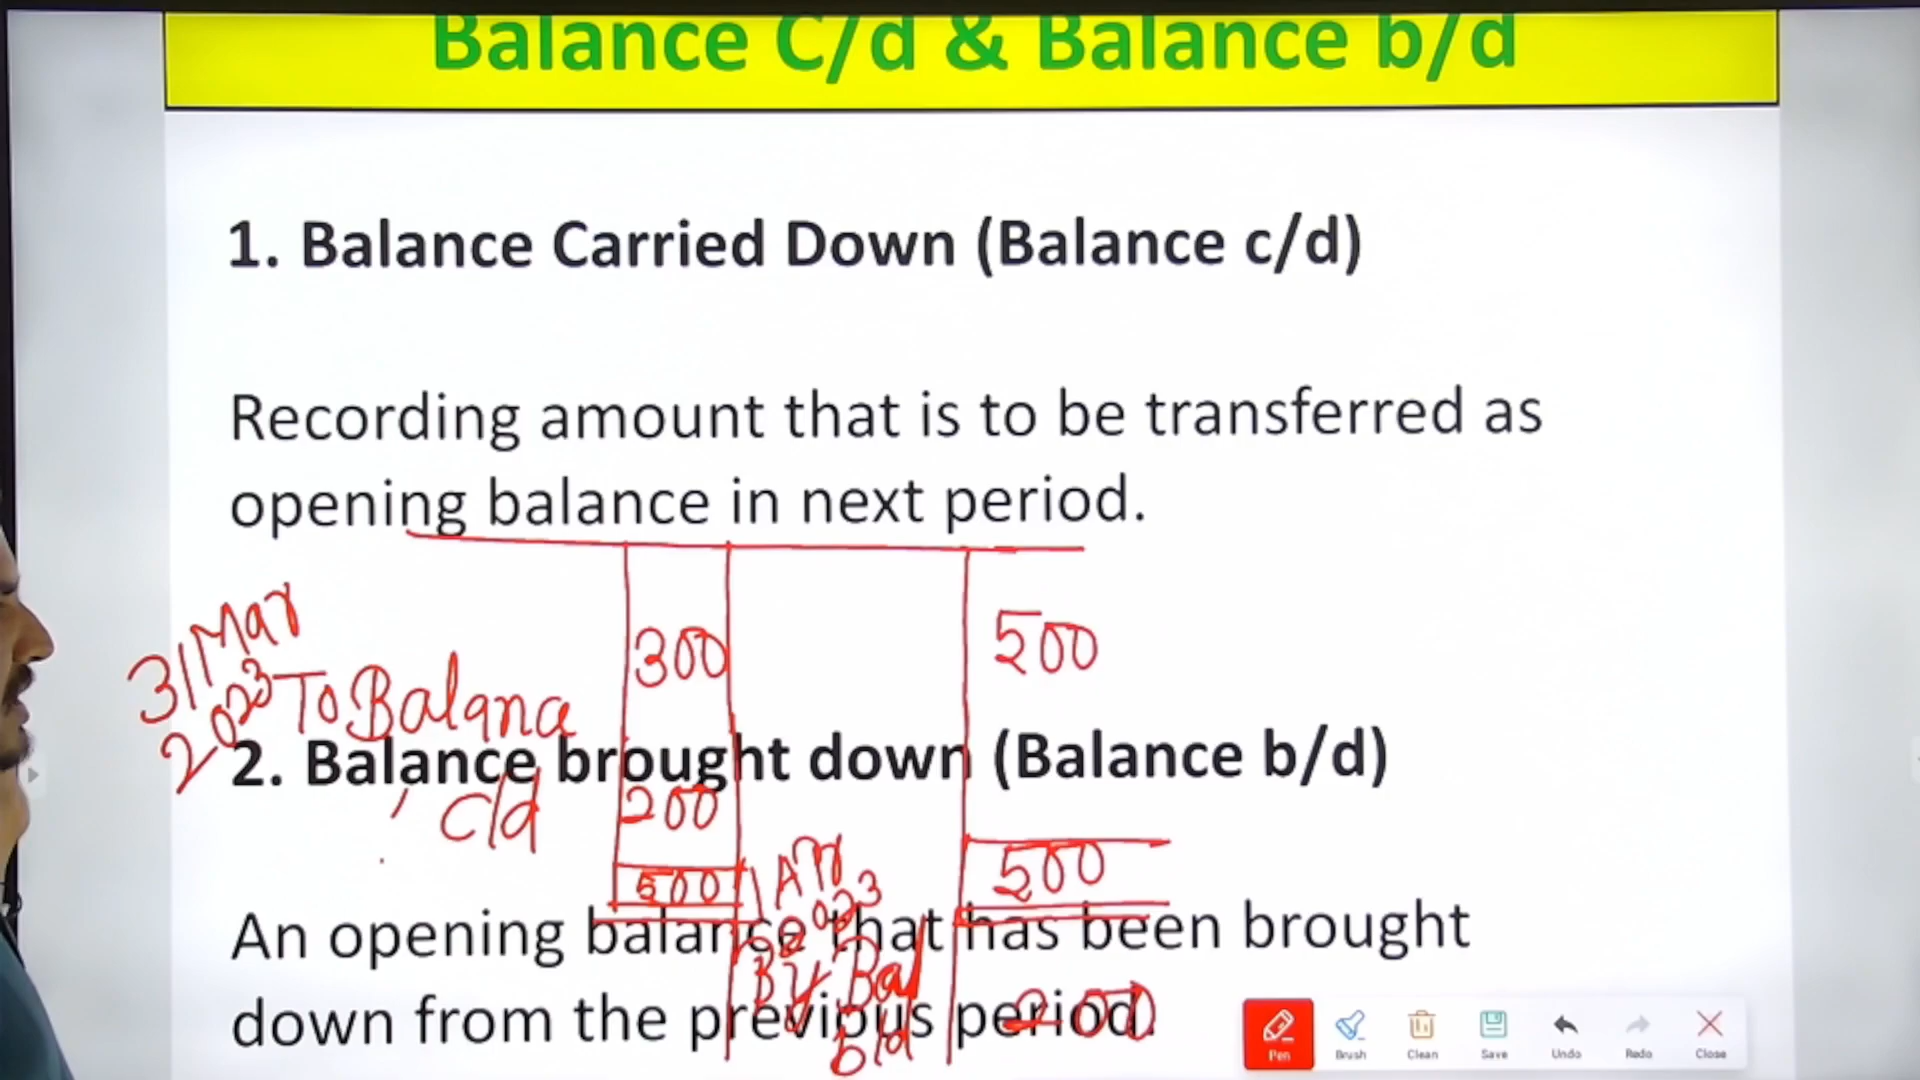 Balance C/d & Balance b/d
1. Balance Carried Down (Balance c/d)
Recording amount that is to be transferred as
opening balance in next period.
31 Mar
2023
To Balance
c/d
300
200
500
500
500
2. Balance brought down (Balance b/d)
1 Apr
2023
By Bal
b/d
200
An opening balance that has been brought
down from the previous period.
Pen
Brush
Clean
Save
Undo
Redo
Close